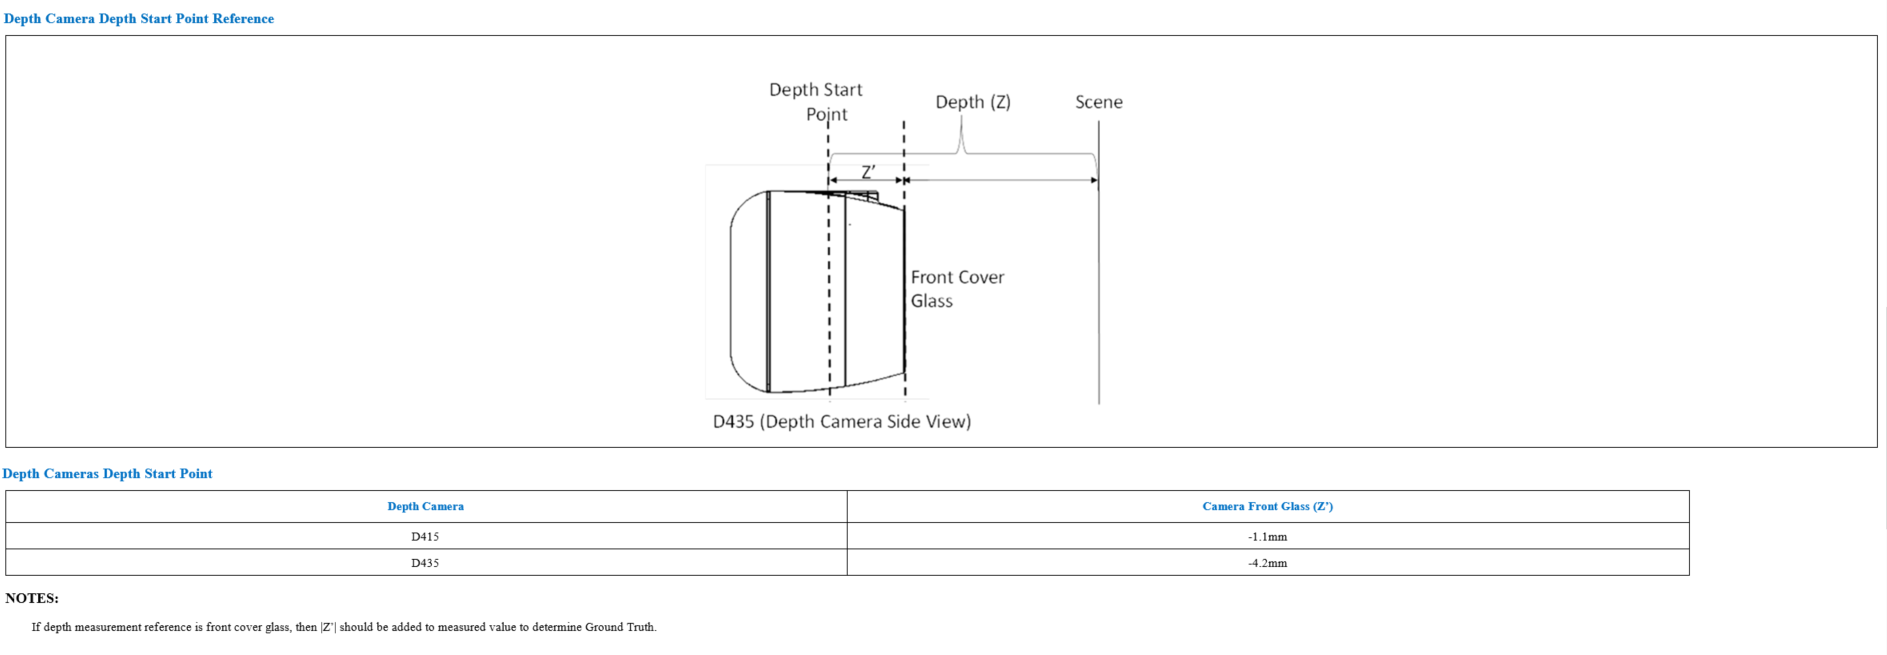 Depth Camera Depth Start Point Reference
Depth Start
Point
Depth (Z)
Scene
Z'
Front Cover
Glass
D435 (Depth Camera Side View)
Depth Cameras Depth Start Point
Depth Camera
Camera Front Glass (Z’)
D415
-1.1mm
D435
-4.2mm
NOTES:
If depth measurement reference is front cover glass, then |Z’| should be added to measured value to determine Ground Truth.